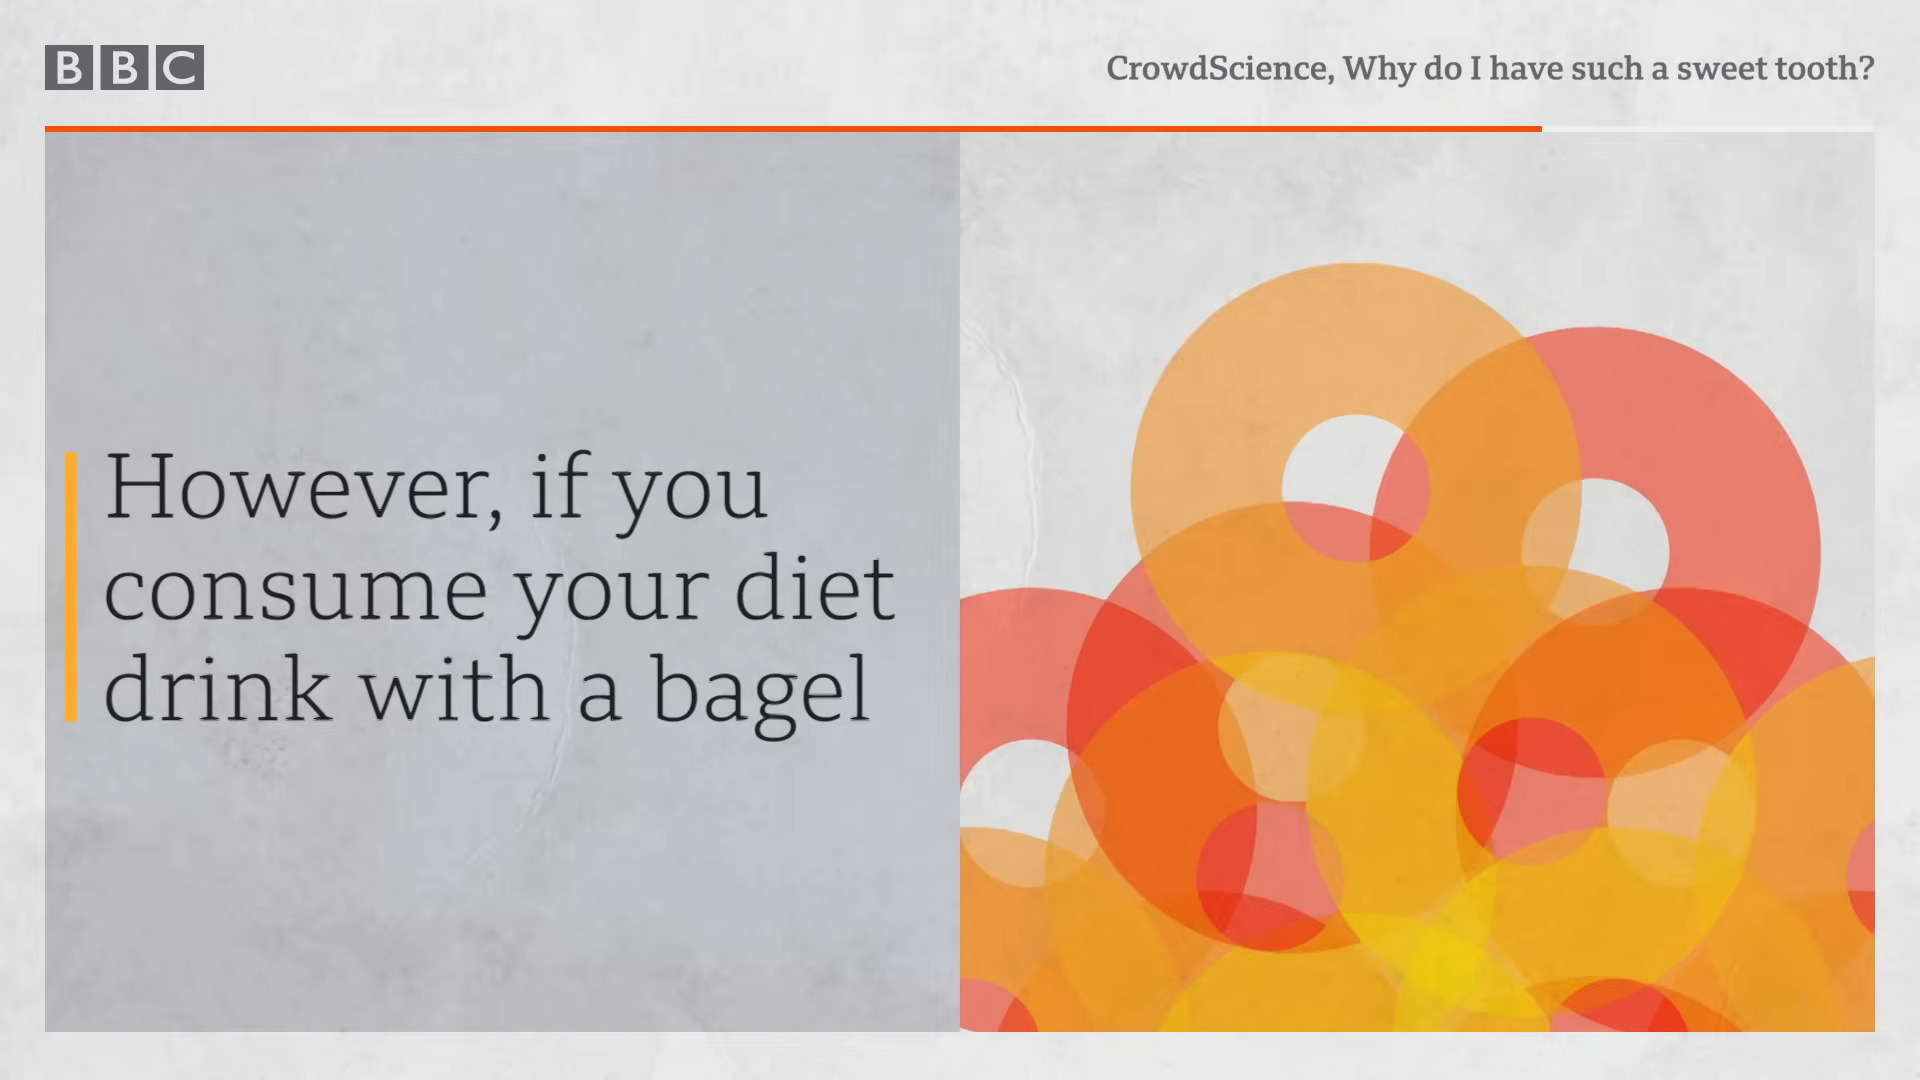 BBC
CrowdScience, Why do I have such a sweet tooth?
However, if you
consume your diet
drink with a bagel